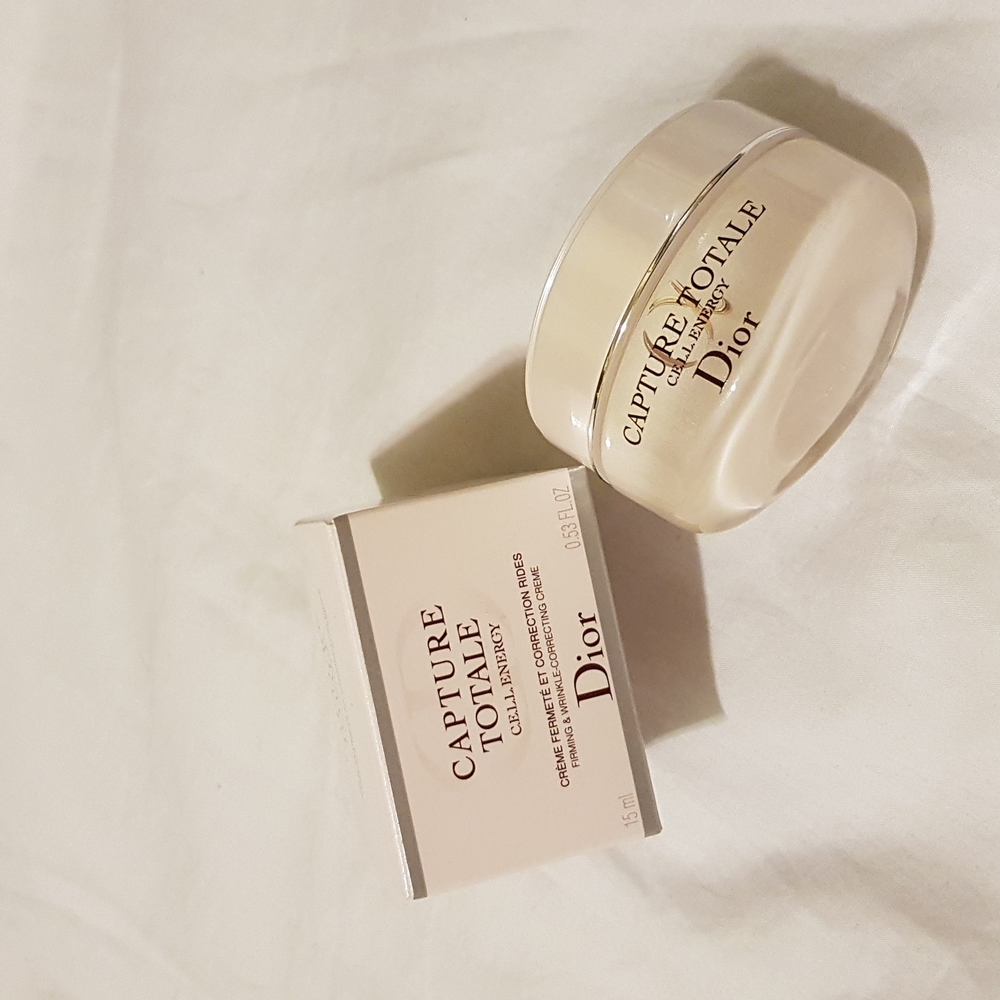 CAPTURE TOTALE
C.E.L.L. ENERGY
Dior
CAPTURE
TOTALE
C.E.L.L. ENERGY
CRÈME FERMETÉ ET CORRECTION RIDES
FIRMING & WRINKLE-CORRECTING CREME
Dior
15 ml 0.53 FL.OZ